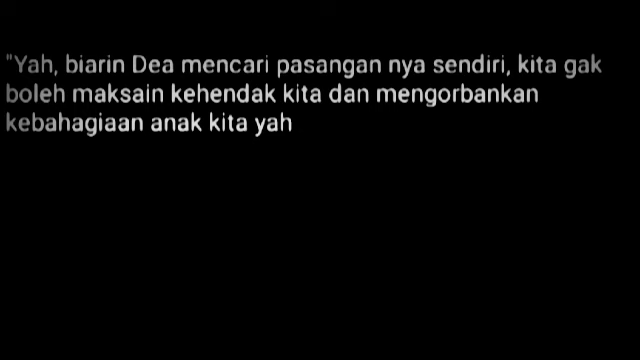 "Yah, biarin Dea mencari pasangan nya sendiri, kita gak
boleh maksain kehendak kita dan mengorbankan
kebahagiaan anak kita yah